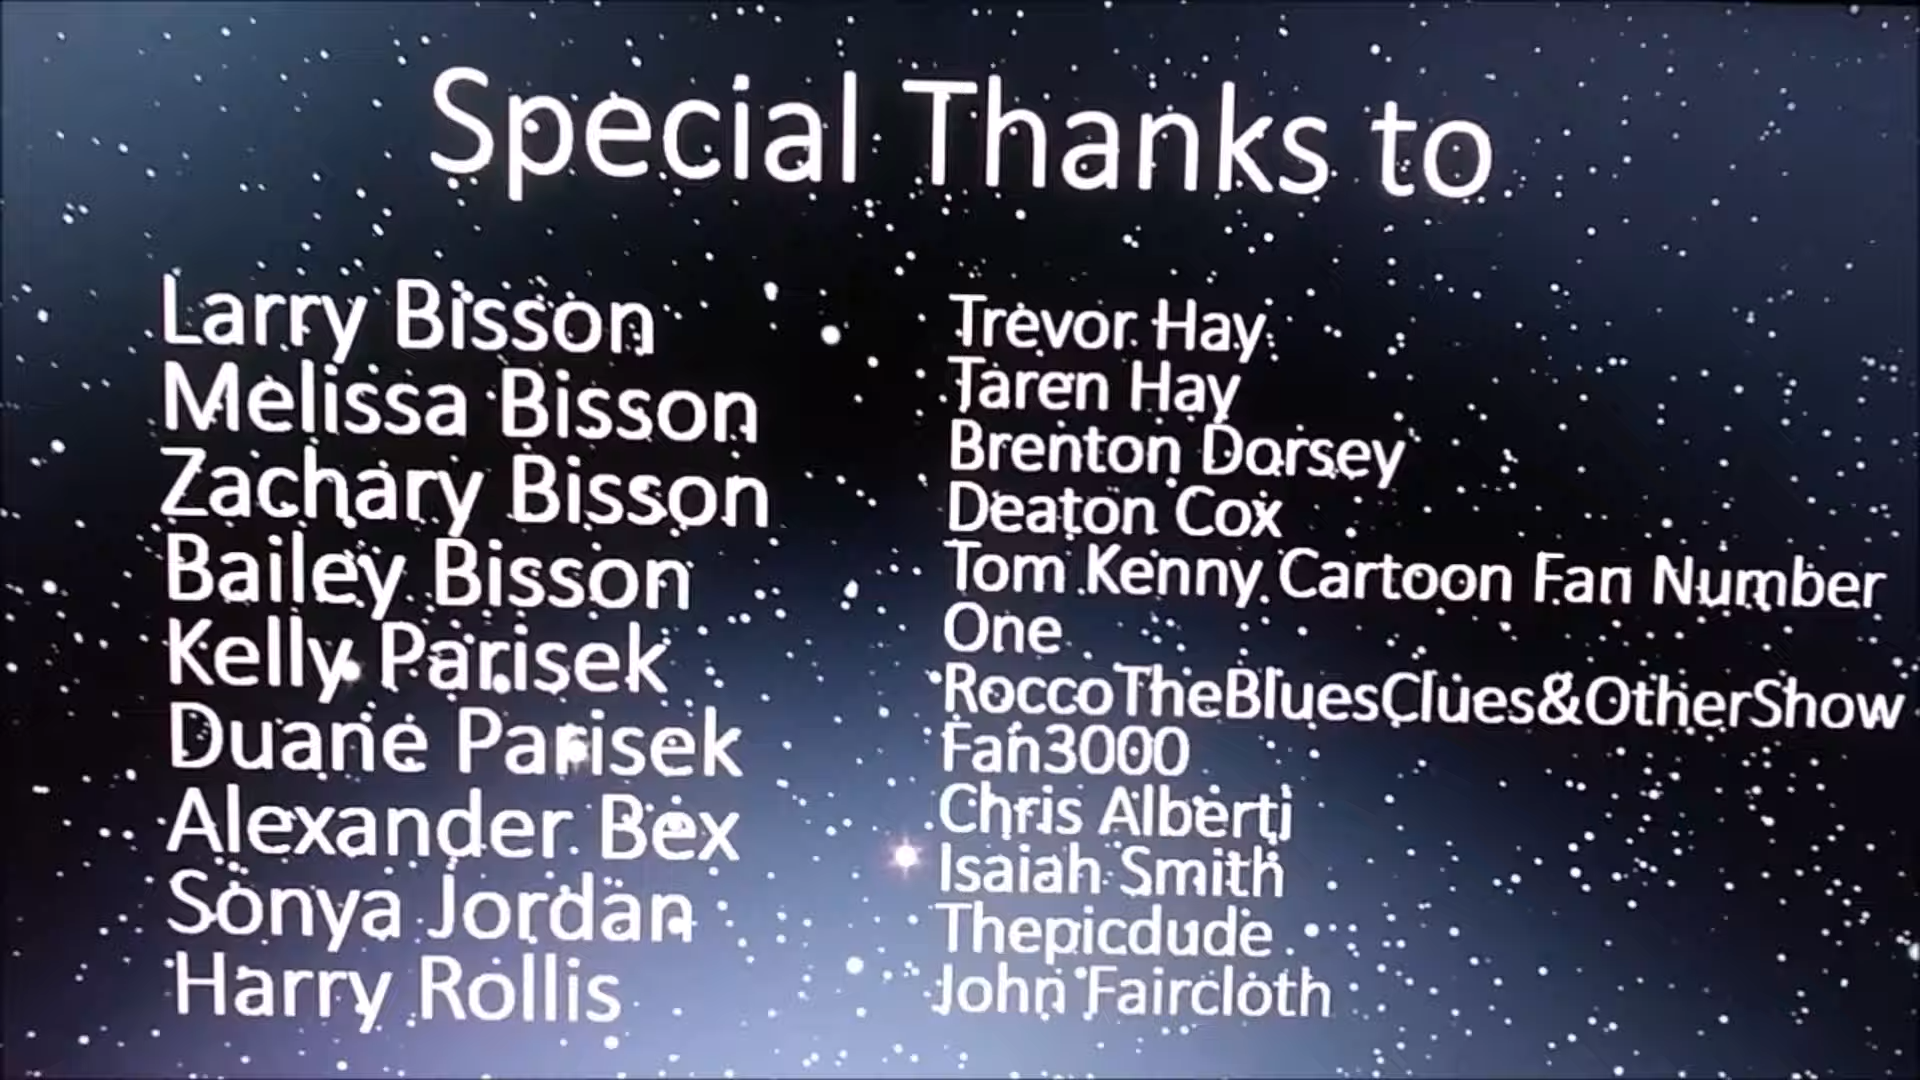 Special Thanks to
Larry Bisson
Melissa Bisson
Zachary Bisson
Bailey Bisson
Kelly Parisek
Duane Parisek
Alexander Bex
Sonya Jordan
Harry Rollis
Trevor Hay
Taren Hay
Brenton Dorsey
Deaton Cox
Tom Kenny Cartoon Fan Number
One
RoccoTheBluesClues&OtherShow
Fan3000
Chris Alberti
Isaiah Smith
Thepicdude
John Faircloth